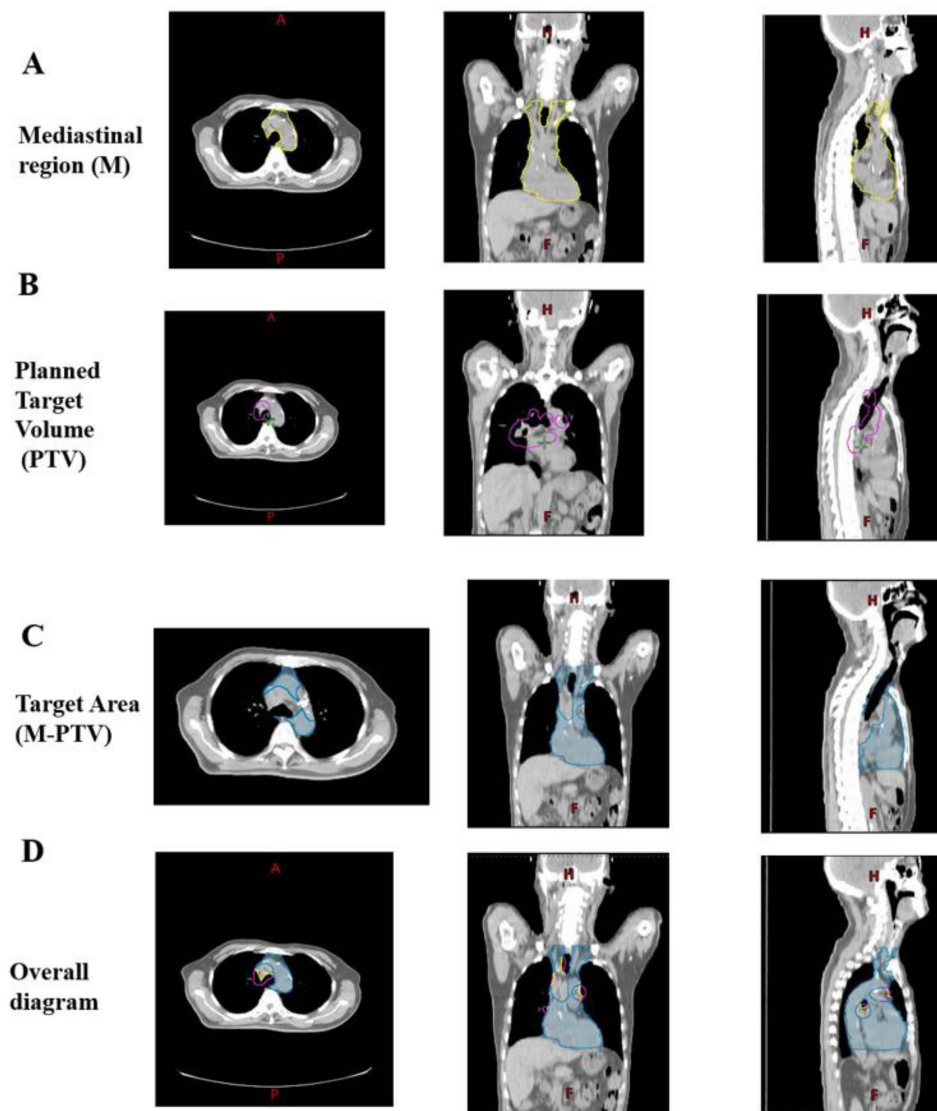 A
Mediastinal
region (M)
A
P
H
F
H
F
B
Planned
Target
Volume
(PTV)
A
P
H
F
H
F
C
Target Area
(M-PTV)
H
F
H
F
D
Overall
diagram
A
P
H
F
H
F